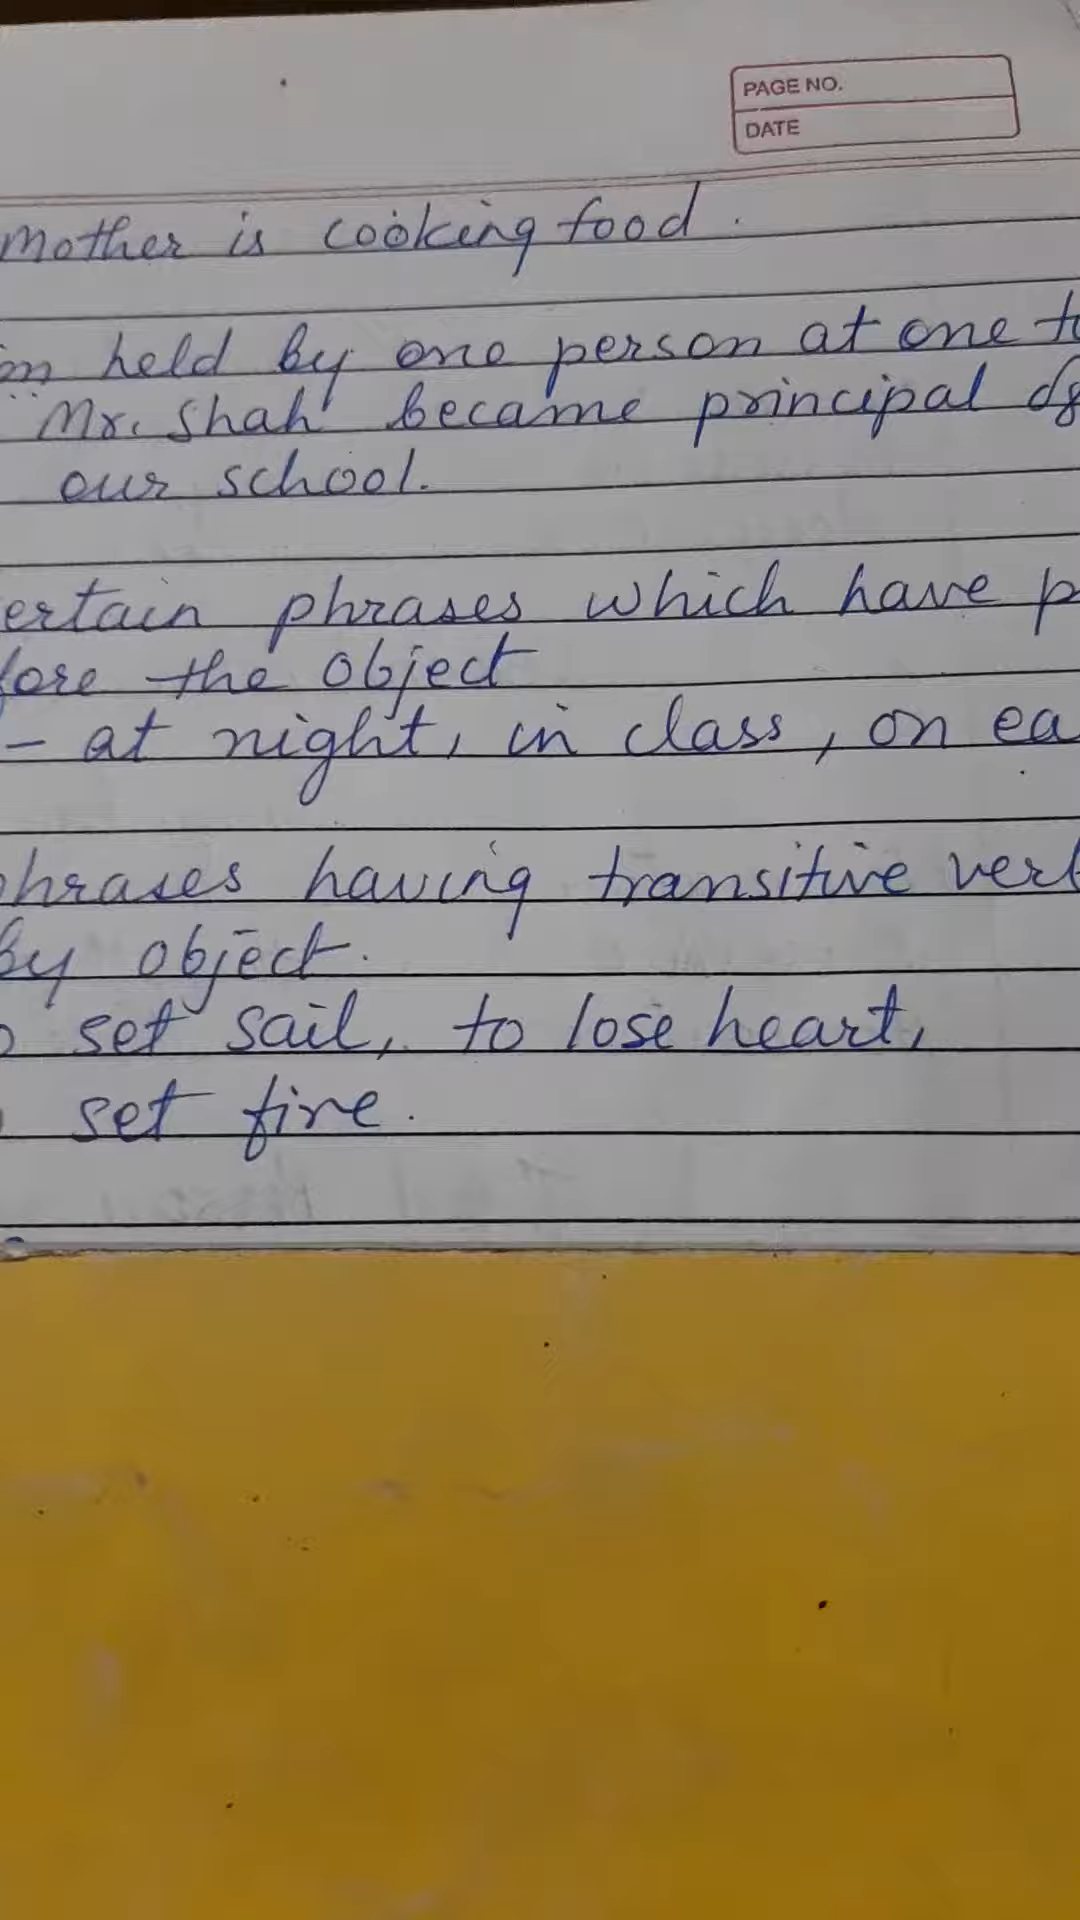 PAGE NO.
DATE
Mother is cooking food.
held by one person at one
Mr. Shah became principal of
our school.
phrases which have
the object
- at night, in class, on
having transitive
by object.
set sail, to lose heart,
set fire.